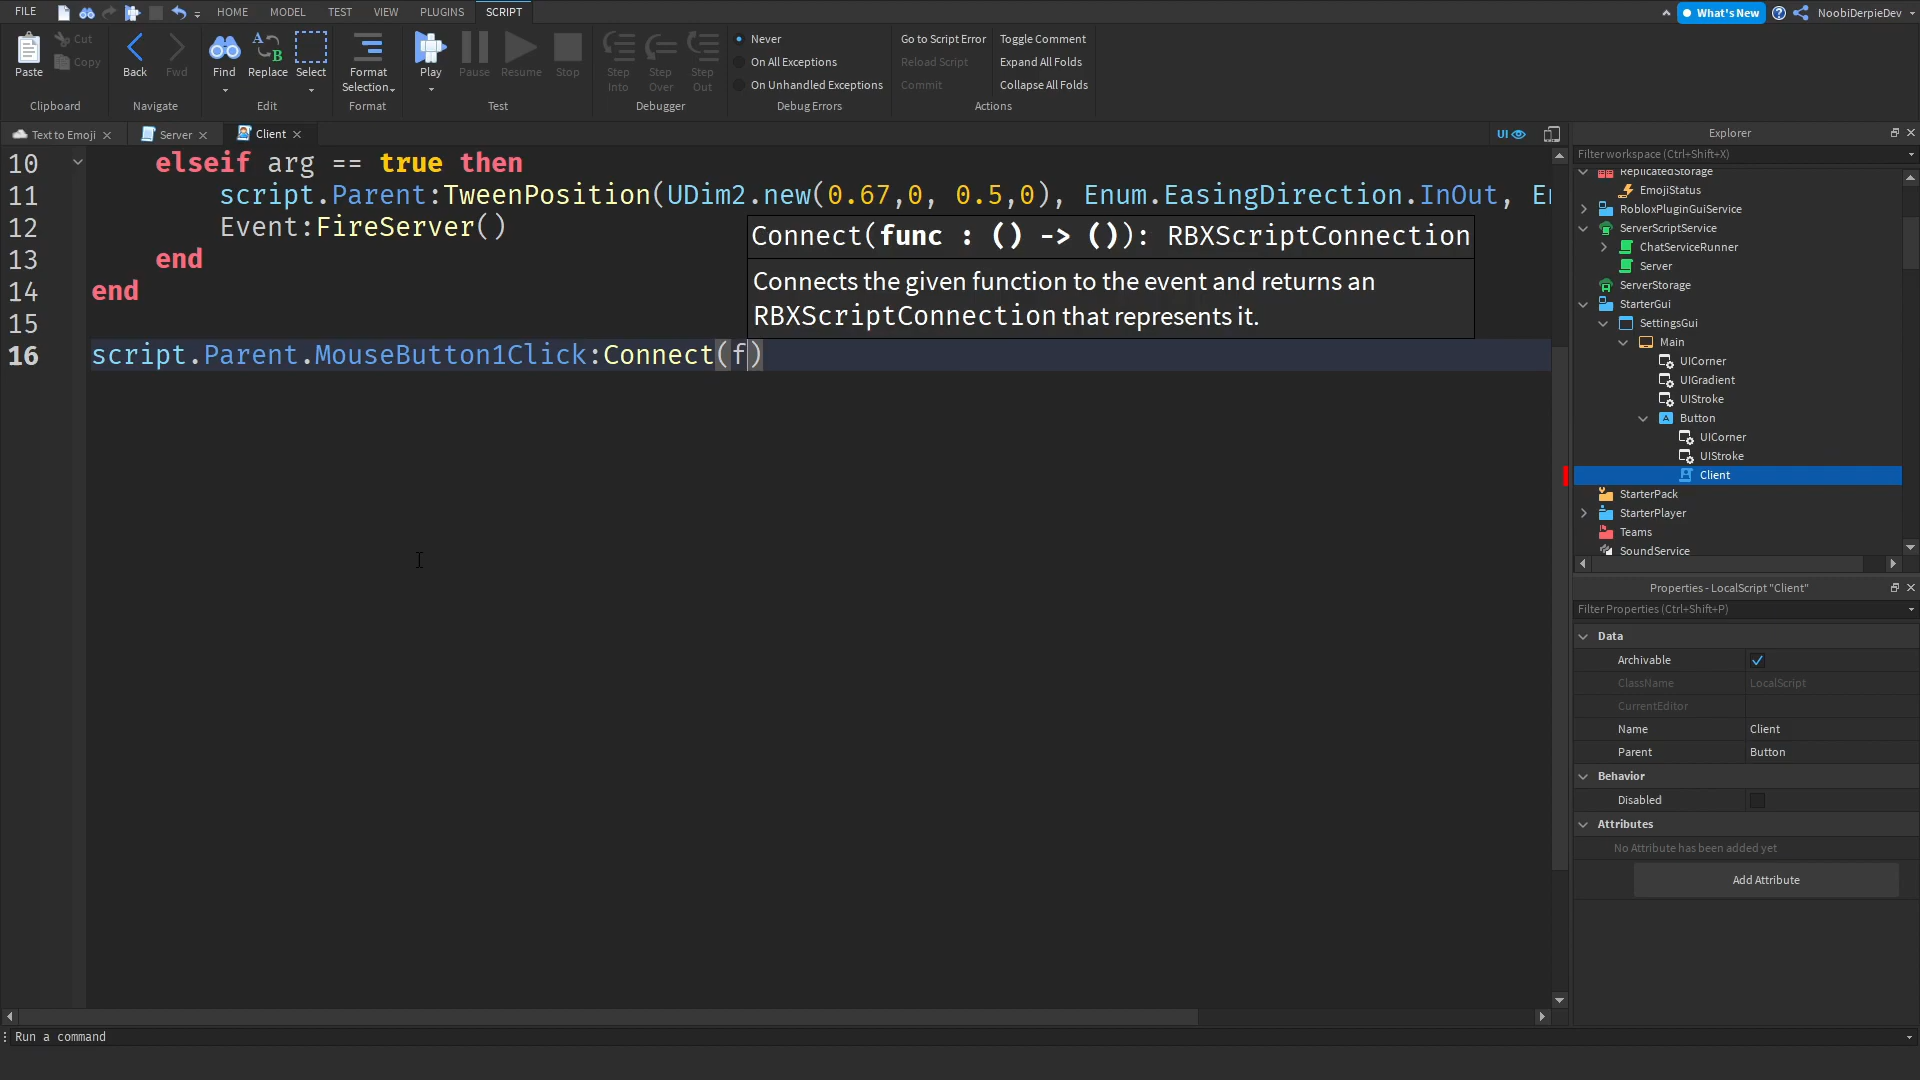 FILE HOME MODEL TEST VIEW PLUGINS SCRIPT What's New NoobiDerpieDev
Paste Cut Copy
Clipboard
Back Fwd
Navigate
Find Replace Select
Edit
Format
Selection
Format
Play Pause Resume Stop
Test
Step Into
Step Over
Step Out
Debugger
Never
On All Exceptions
On Unhandled Exceptions
Debug Errors
Go to Script Error Toggle Comment
Reload Script Expand All Folds
Commit Collapse All Folds
Actions
Text to Emoji Server Client UI
10 elseif arg == true then
11 script.Parent:TweenPosition(UDim2.new(0.67,0, 0.5,0), Enum.EasingDirection.InOut,
12 Event:FireServer()
13 end
14 end
15
16 script.Parent.MouseButton1Click:Connect(f)
Connect(func : () -> ()): RBXScriptConnection
Connects the given function to the event and returns an
RBXScriptConnection that represents it.
Explorer
Filter workspace (Ctrl+Shift+X)
ReplicatedStorage
EmojiStatus
RobloxPluginGuiService
ServerScriptService
ChatServiceRunner
Server
ServerStorage
StarterGui
SettingsGui
Main
UICorner
UIGradient
UIStroke
Button
UICorner
UIStroke
Client
StarterPack
StarterPlayer
Teams
SoundService
Properties - LocalScript "Client"
Filter Properties (Ctrl+Shift+P)
Data
Archivable
ClassName LocalScript
CurrentEditor
Name Client
Parent Button
Behavior
Disabled
Attributes
No Attribute has been added yet
Add Attribute
Run a command